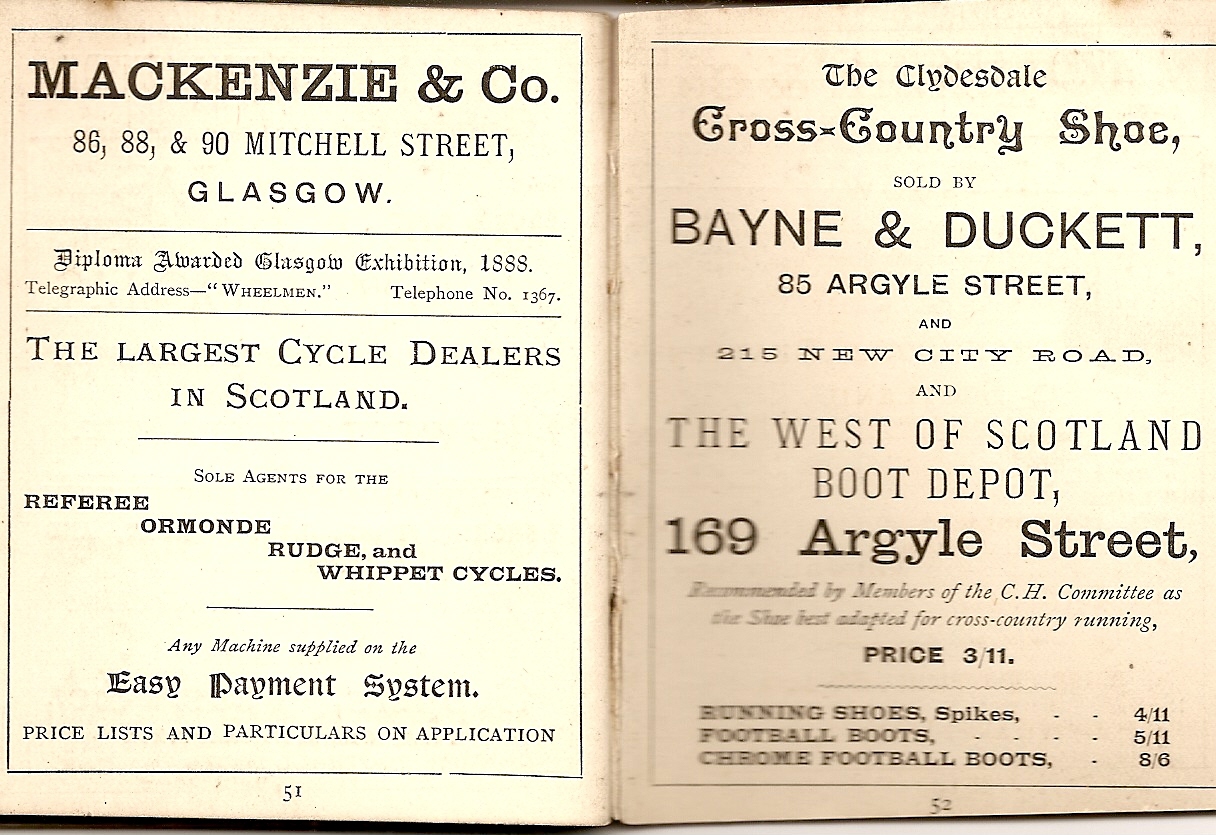 MACKENZIE & Co.
86, 88, & 90 MITCHELL STREET,
GLASGOW.
Diploma Awarded Glasgow Exhibition, 1888.
Telegraphic Address—"WHEELMEN." Telephone No. 1367.
THE LARGEST CYCLE DEALERS
IN SCOTLAND.
SOLE AGENTS FOR THE
REFEREE
ORMONDE
RUDGE, and
WHIPPET CYCLES.
Any Machine supplied on the
Easy Payment System.
PRICE LISTS AND PARTICULARS ON APPLICATION
51
The Clydesdale
Cross-Country Shoe,
SOLD BY
BAYNE & DUCKETT,
85 ARGYLE STREET,
AND
215 NEW CITY ROAD,
AND
THE WEST OF SCOTLAND
BOOT DEPOT,
169 Argyle Street,
Recommended by Members of the C.H. Committee as
the Shoe best adapted for cross-country running,
PRICE 3/11.
RUNNING SHOES, Spikes, - - 4/11
FOOTBALL BOOTS, - - - - 5/11
CHROME FOOTBALL BOOTS, - 8/6
52